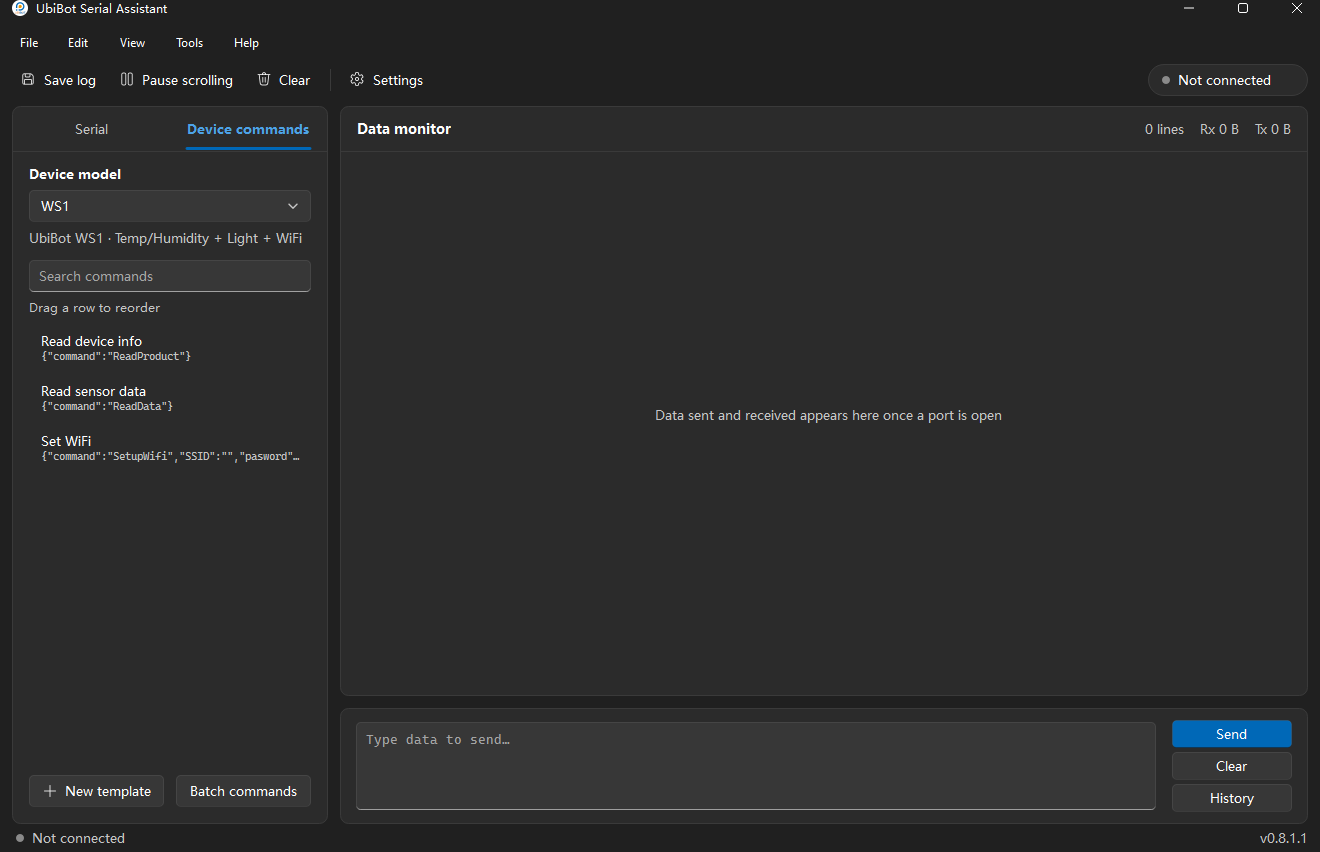 UbiBot Serial Assistant
File Edit View Tools Help
Save log Pause scrolling Clear Settings Not connected
Serial Device commands
Device model
WS1
UbiBot WS1 · Temp/Humidity + Light + WiFi
Search commands
Drag a row to reorder
Read device info
{"command":"ReadProduct"}
Read sensor data
{"command":"ReadData"}
Set WiFi
{"command":"SetupWifi","SSID":"","pasword"…
New template Batch commands
Data monitor 0 lines Rx 0 B Tx 0 B
Data sent and received appears here once a port is open
Type data to send…
Send
Clear
History
Not connected v0.8.1.1